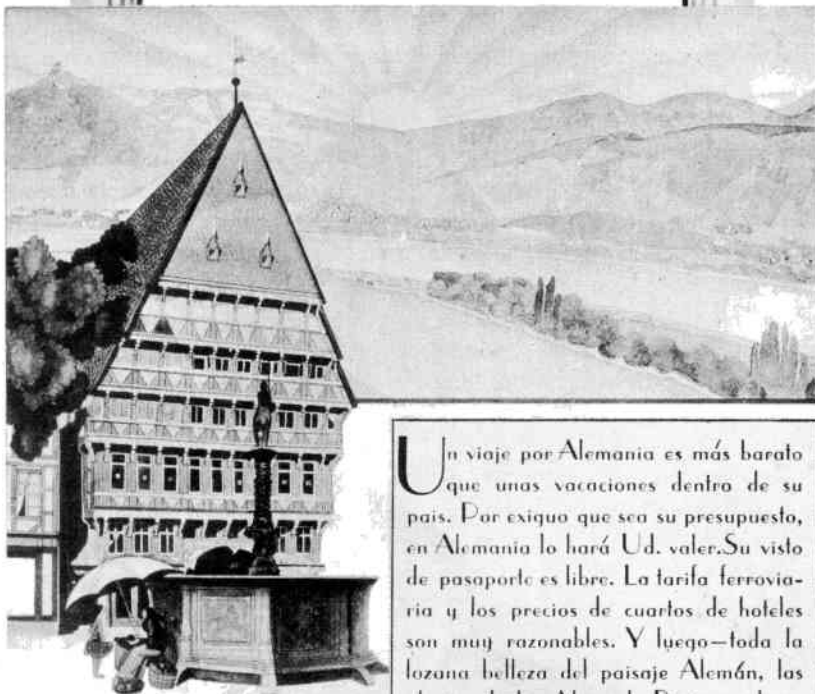 Un viaje por Alemania es más barato
que unas vacaciones dentro de su
país. Por exiguo que sea su presupuesto,
en Alemania lo hará Ud. valer. Su visto
de pasaporte es libre. La tarifa ferrovia-
ria y los precios de cuartos de hoteles
son muy razonables. Y luego—toda la
lozana belleza del paisaje Alemán, las